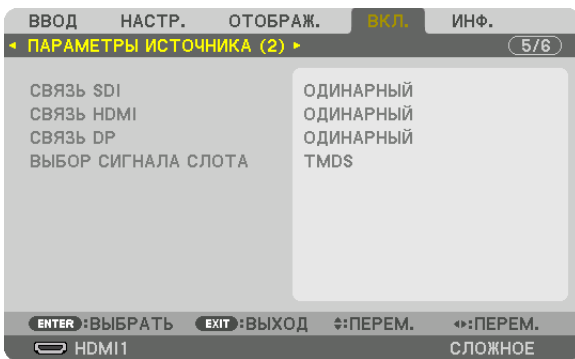 ВВОД НАСТР. ОТОБРАЖ. ВКЛ. ИНФ.
◂ ПАРАМЕТРЫ ИСТОЧНИКА (2) ▸ 5/6
СВЯЗЬ SDI ОДИНАРНЫЙ
СВЯЗЬ HDMI ОДИНАРНЫЙ
СВЯЗЬ DP ОДИНАРНЫЙ
ВЫБОР СИГНАЛА СЛОТА TMDS
ENTER :ВЫБРАТЬ EXIT :ВЫХОД ♦:ПЕРЕМ. ◂▸:ПЕРЕМ.
HDMI1 СЛОЖНОЕ